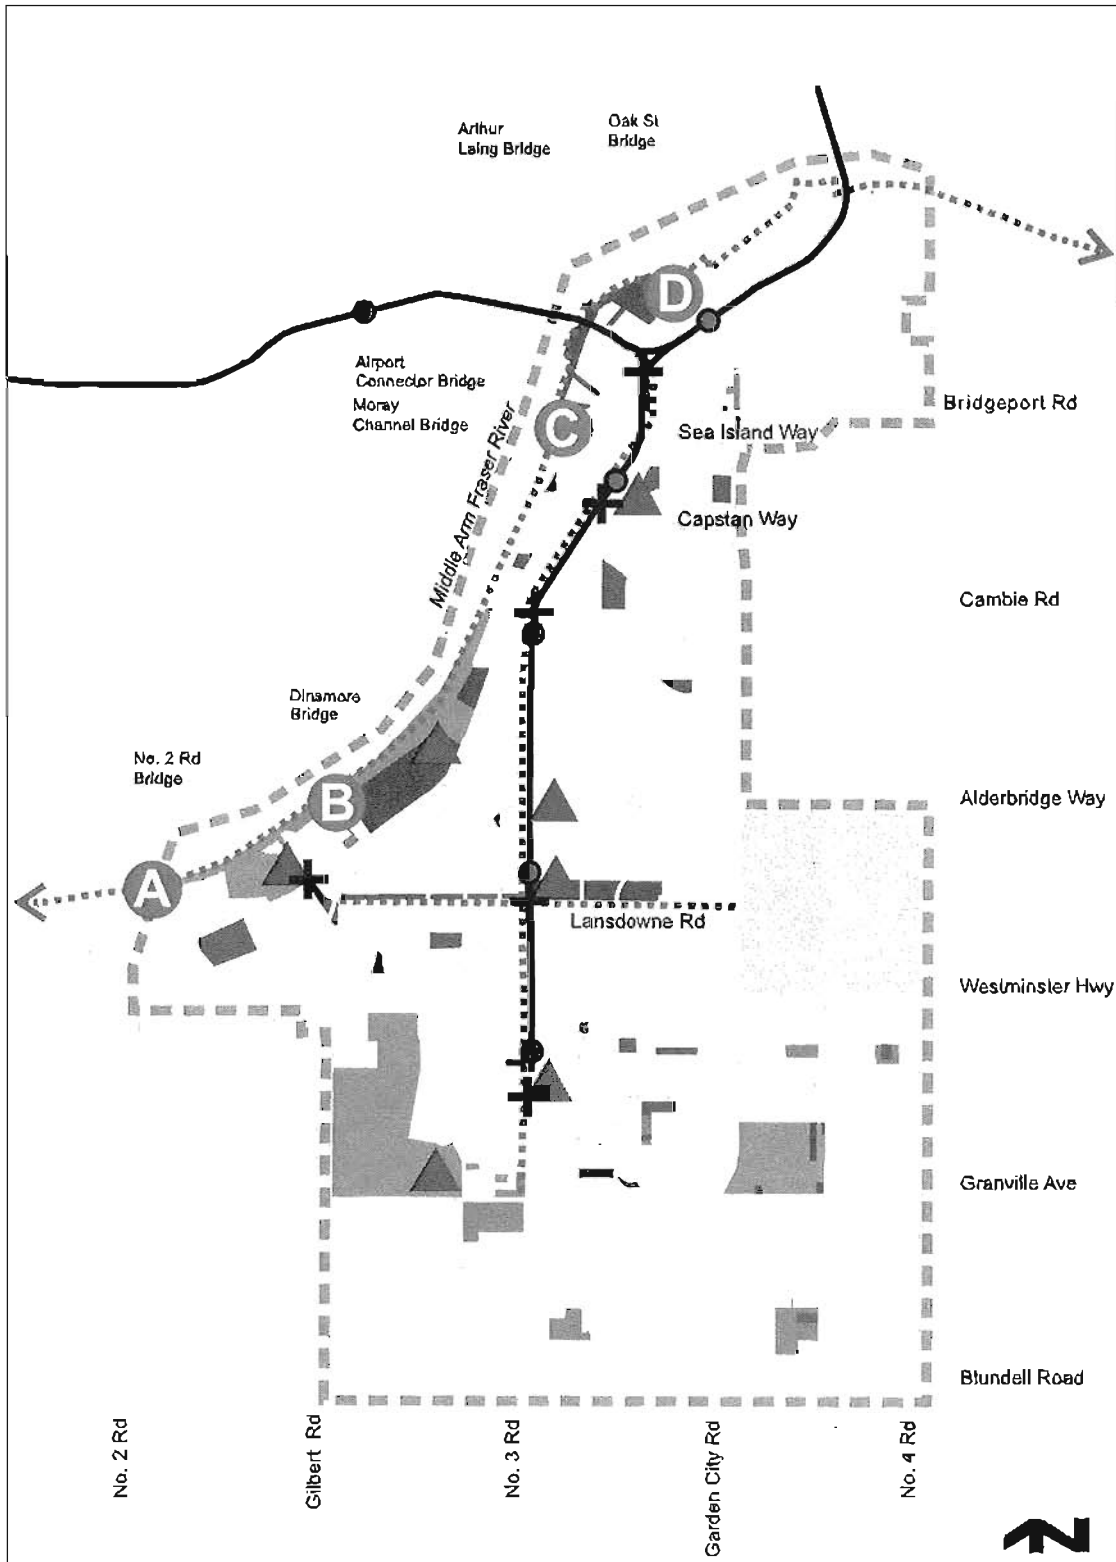 Arthur
Laing Bridge
Oak St
Bridge
D
Airport
Connector Bridge
Moray
Channel Bridge
C
Bridgeport Rd
Sea Island Way
Capstan Way
Middle Arm Fraser River
Cambie Rd
Dinsmore
Bridge
No. 2 Rd
Bridge
B
Alderbridge Way
A
Lansdowne Rd
Westminster Hwy
Granville Ave
Blundell Road
No. 2 Rd
Gilbert Rd
No. 3 Rd
Garden City Rd
No. 4 Rd
N